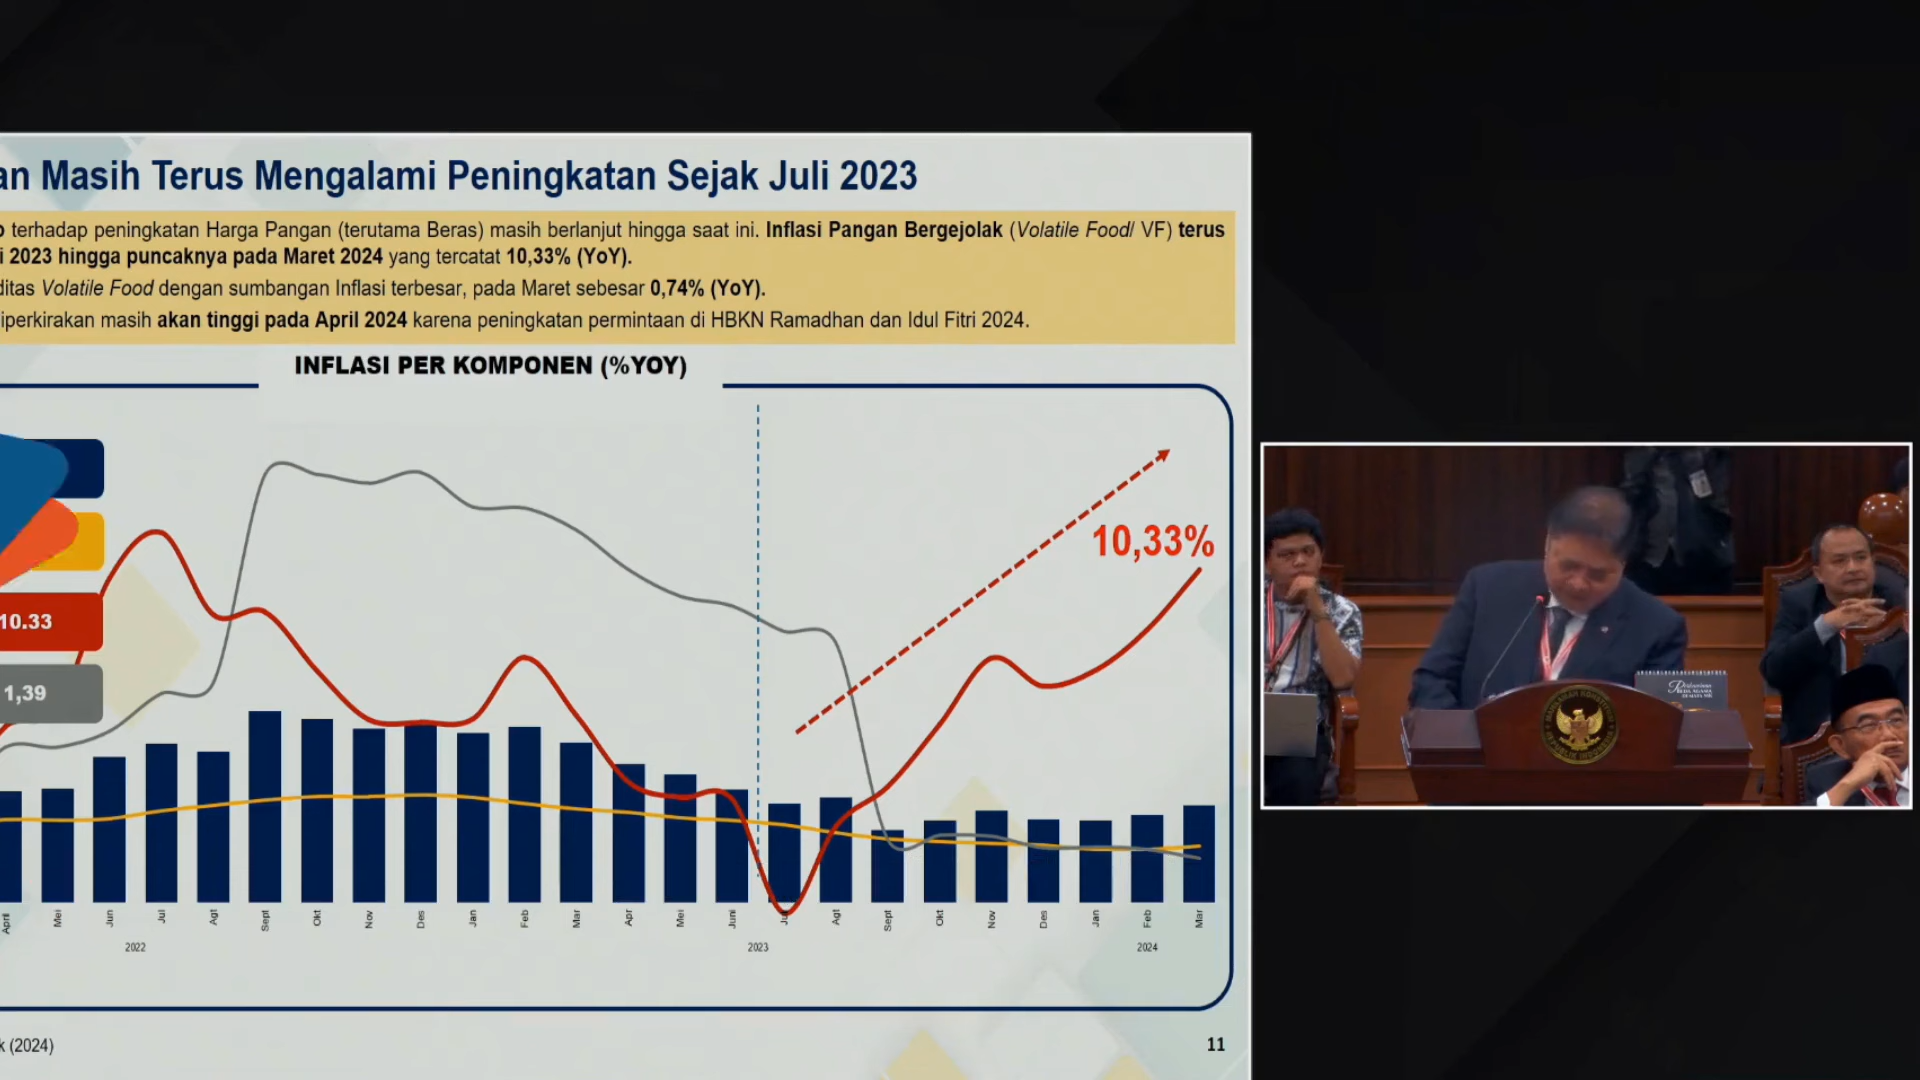 an Masih Terus Mengalami Peningkatan Sejak Juli 2023
terhadap peningkatan Harga Pangan (terutama Beras) masih berlanjut hingga saat ini. Inflasi Pangan Bergejolak (Volatile Food/ VF) terus
i 2023 hingga puncaknya pada Maret 2024 yang tercatat 10,33% (YoY).
ditas Volatile Food dengan sumbangan Inflasi terbesar, pada Maret sebesar 0,74% (YoY).
iperkirakan masih akan tinggi pada April 2024 karena peningkatan permintaan di HBKN Ramadhan dan Idul Fitri 2024.
INFLASI PER KOMPONEN (%YOY)
10,33%
10.33
1,39
April Mei Jun Jul Agt Sept Okt Nov Des Jan Feb Mar Apr Mei Juni Jul Agt Sept Okt Nov Des Jan Feb Mar
2022 2023 2024
k (2024)
11
REPUBLIK INDONESIA